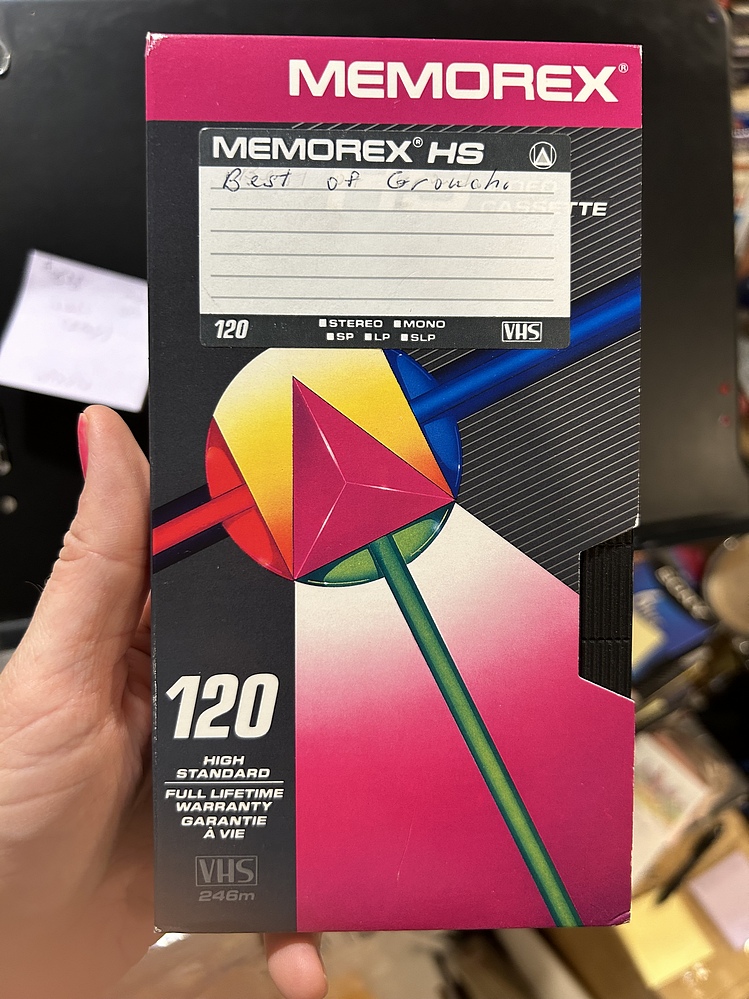 MEMOREX®
MEMOREX® HS
Best of Groucho
CASSETTE
120
STEREO MONO
SP LP SLP
VHS
120
HIGH
STANDARD
FULL LIFETIME
WARRANTY
GARANTIE
À VIE
VHS
246m